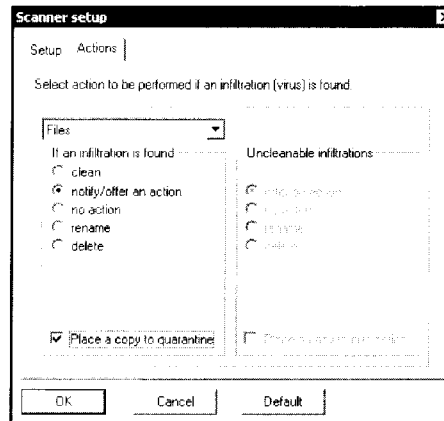 Scanner setup
Setup Actions
Select action to be performed if an infiltration (virus) is found.
Files
If an infiltration is found
clean
notify/offer an action
no action
rename
delete
Place a copy to quarantine
Uncleanable infiltrations
OK Cancel Default